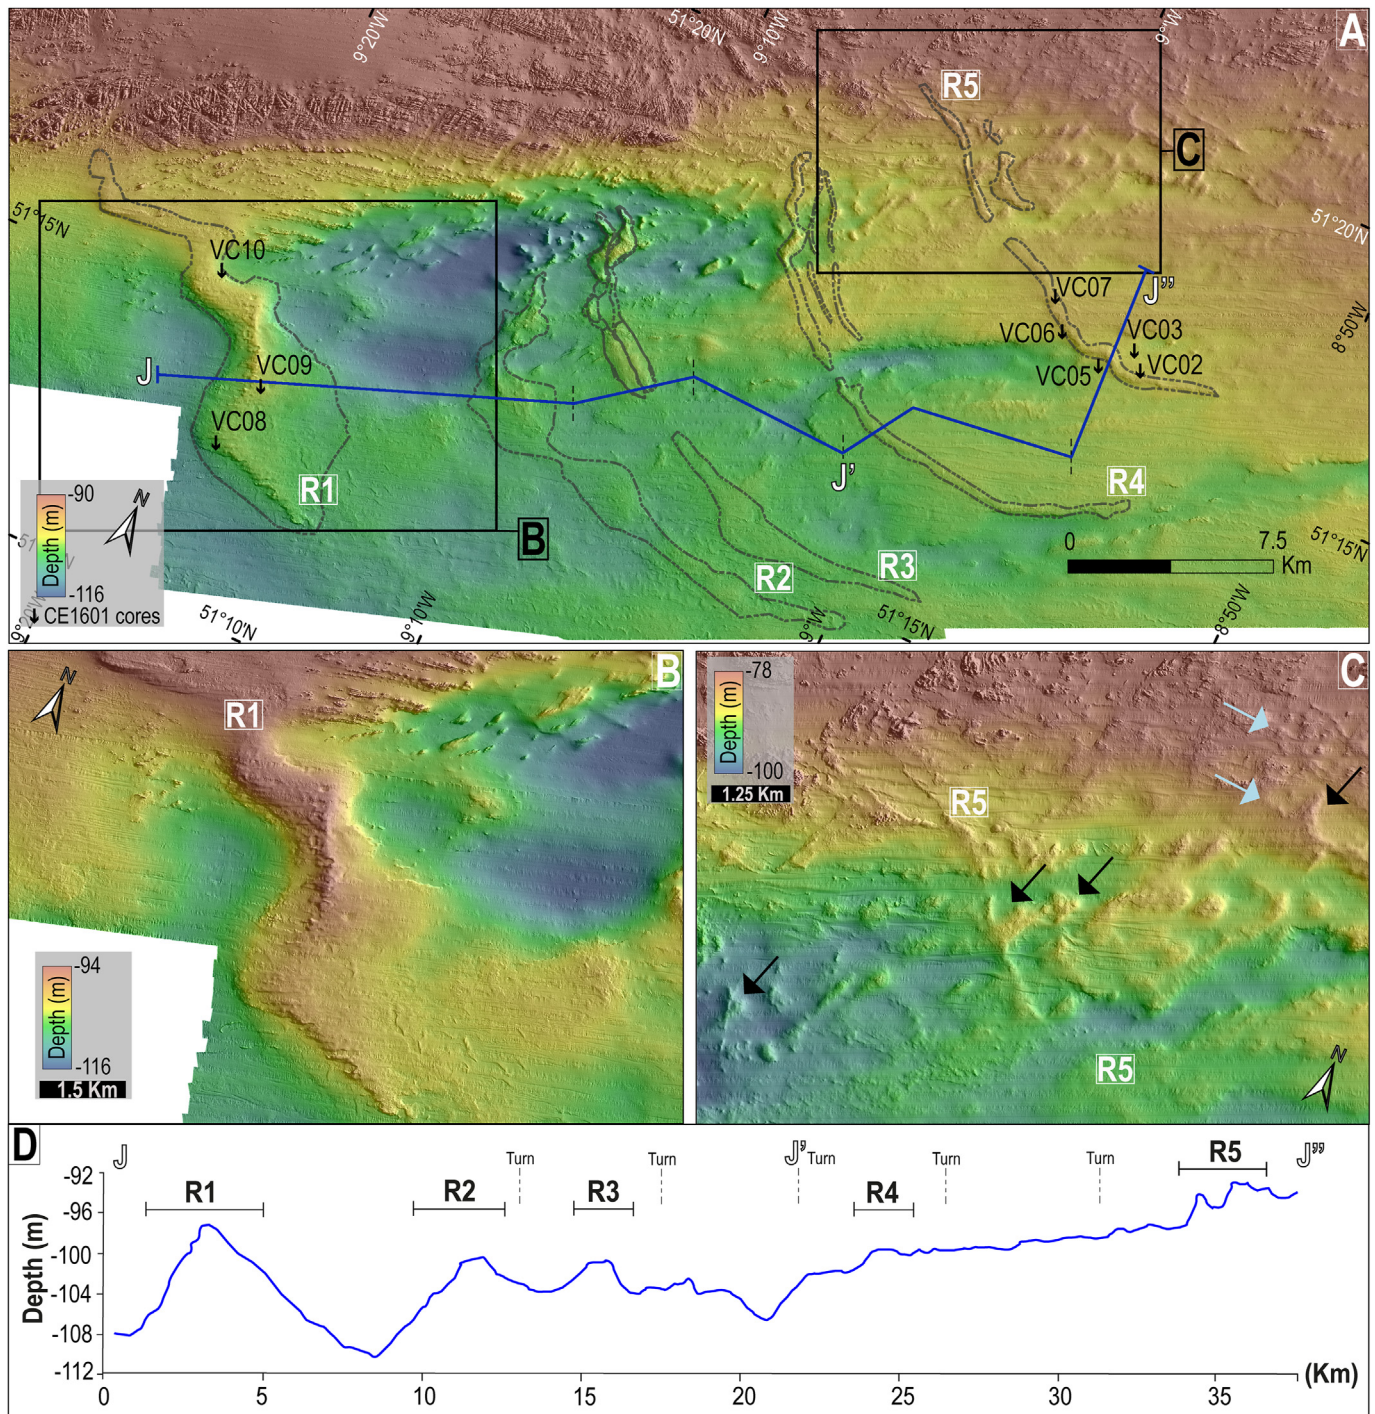 A
9°20'W
51°20'N
9°10'W
9°W
R5
C
51°15'N
51°20'N
VC10
VC07
J”
VC06
VC03
8°50'W
J
VC09
VC05
VC02
VC08
R1
J’
R4
-90
N
Depth (m)
-116
CE1601 cores
B
R2
R3
0
7.5
Km
51°15'N
9°20'W
51°10'N
9°10'W
9°W
51°15'N
8°50'W
B
N
R1
-94
Depth (m)
-116
1.5 Km
C
-78
Depth (m)
-100
1.25 Km
R5
R5
N
D
J
Turn
Turn
J’
Turn
Turn
Turn
R5
J”
R1
R2
R3
R4
Depth (m)
-92
-96
-100
-104
-108
-112
0
5
10
15
20
25
30
35
(Km)